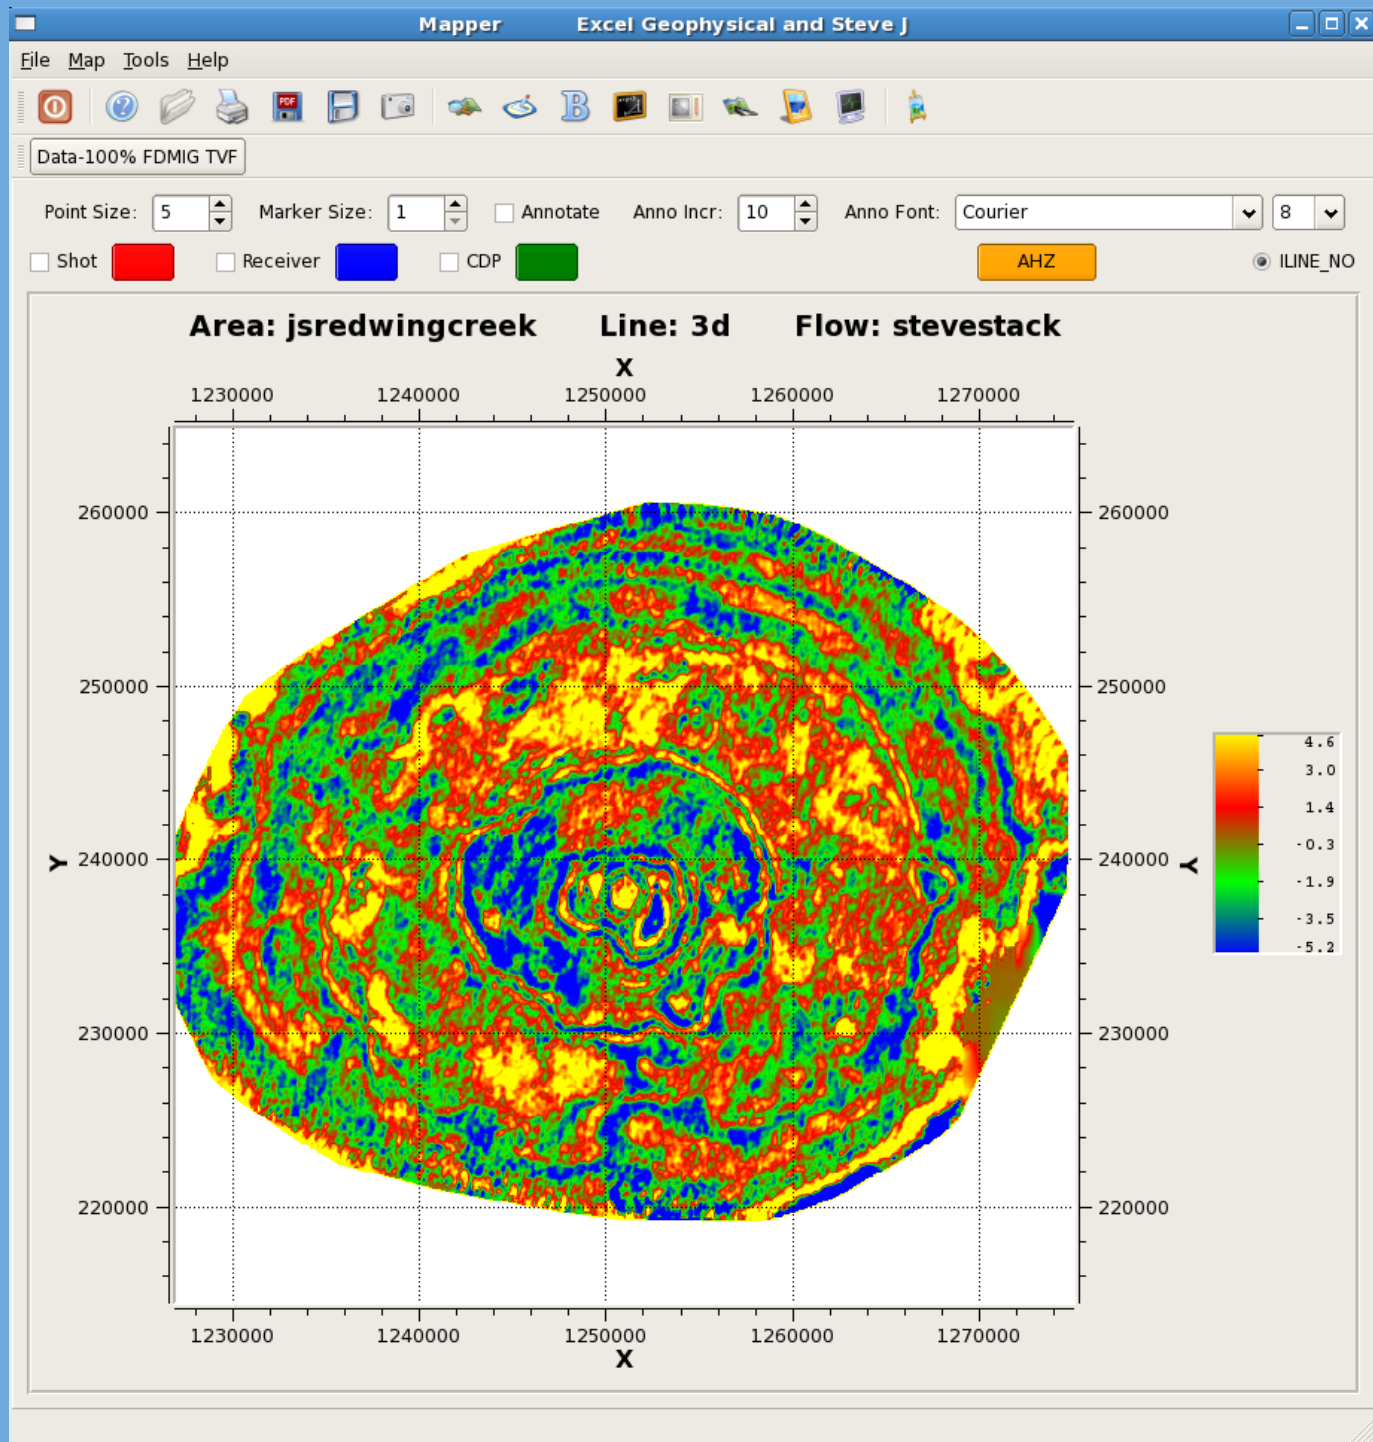 Mapper Excel Geophysical and Steve J
File Map Tools Help
PDF
B
Data-100% FDMIG TVF
Point Size: 5 Marker Size: 1 Annotate Anno Incr: 10 Anno Font: Courier 8
Shot Receiver CDP AHZ ILINE_NO
Area: jsredwingcreek Line: 3d Flow: stevestack
X
1230000 1240000 1250000 1260000 1270000
260000 260000
250000 250000
4.6
3.0
1.4
-0.3
Y 240000 240000 Y
-1.9
-3.5
-5.2
230000 230000
220000 220000
1230000 1240000 1250000 1260000 1270000
X